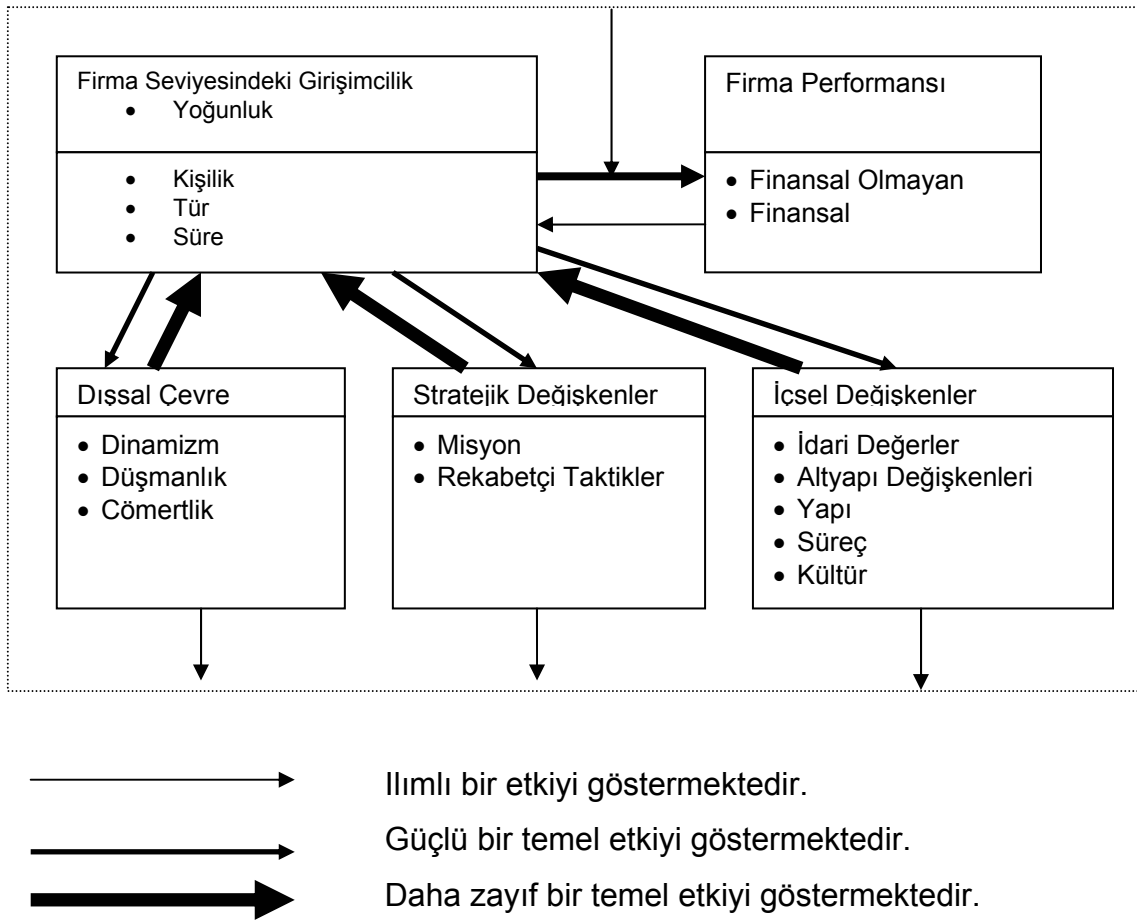 Firma Seviyesindeki Girişimcilik
• Yoğunluk
• Kişilik
• Tür
• Süre
Firma Performansı
• Finansal Olmayan
• Finansal
Dışsal Çevre
• Dinamizm
• Düşmanlık
• Cömertlik
Stratejik Değişkenler
• Misyon
• Rekabetçi Taktikler
İçsel Değişkenler
• İdari Değerler
• Altyapı Değişkenleri
• Yapı
• Süreç
• Kültür
Ilımlı bir etkiyi göstermektedir.
Güçlü bir temel etkiyi göstermektedir.
Daha zayıf bir temel etkiyi göstermektedir.